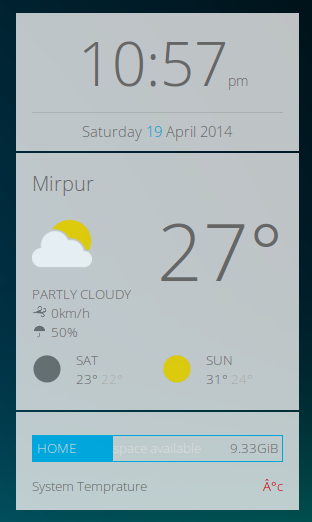 10:57 pm
Saturday 19 April 2014
Mirpur
27°
PARTLY CLOUDY
0km/h
50%
SAT
23° 22°
SUN
31° 24°
HOME space available 9.33GiB
System Temprature Â°c